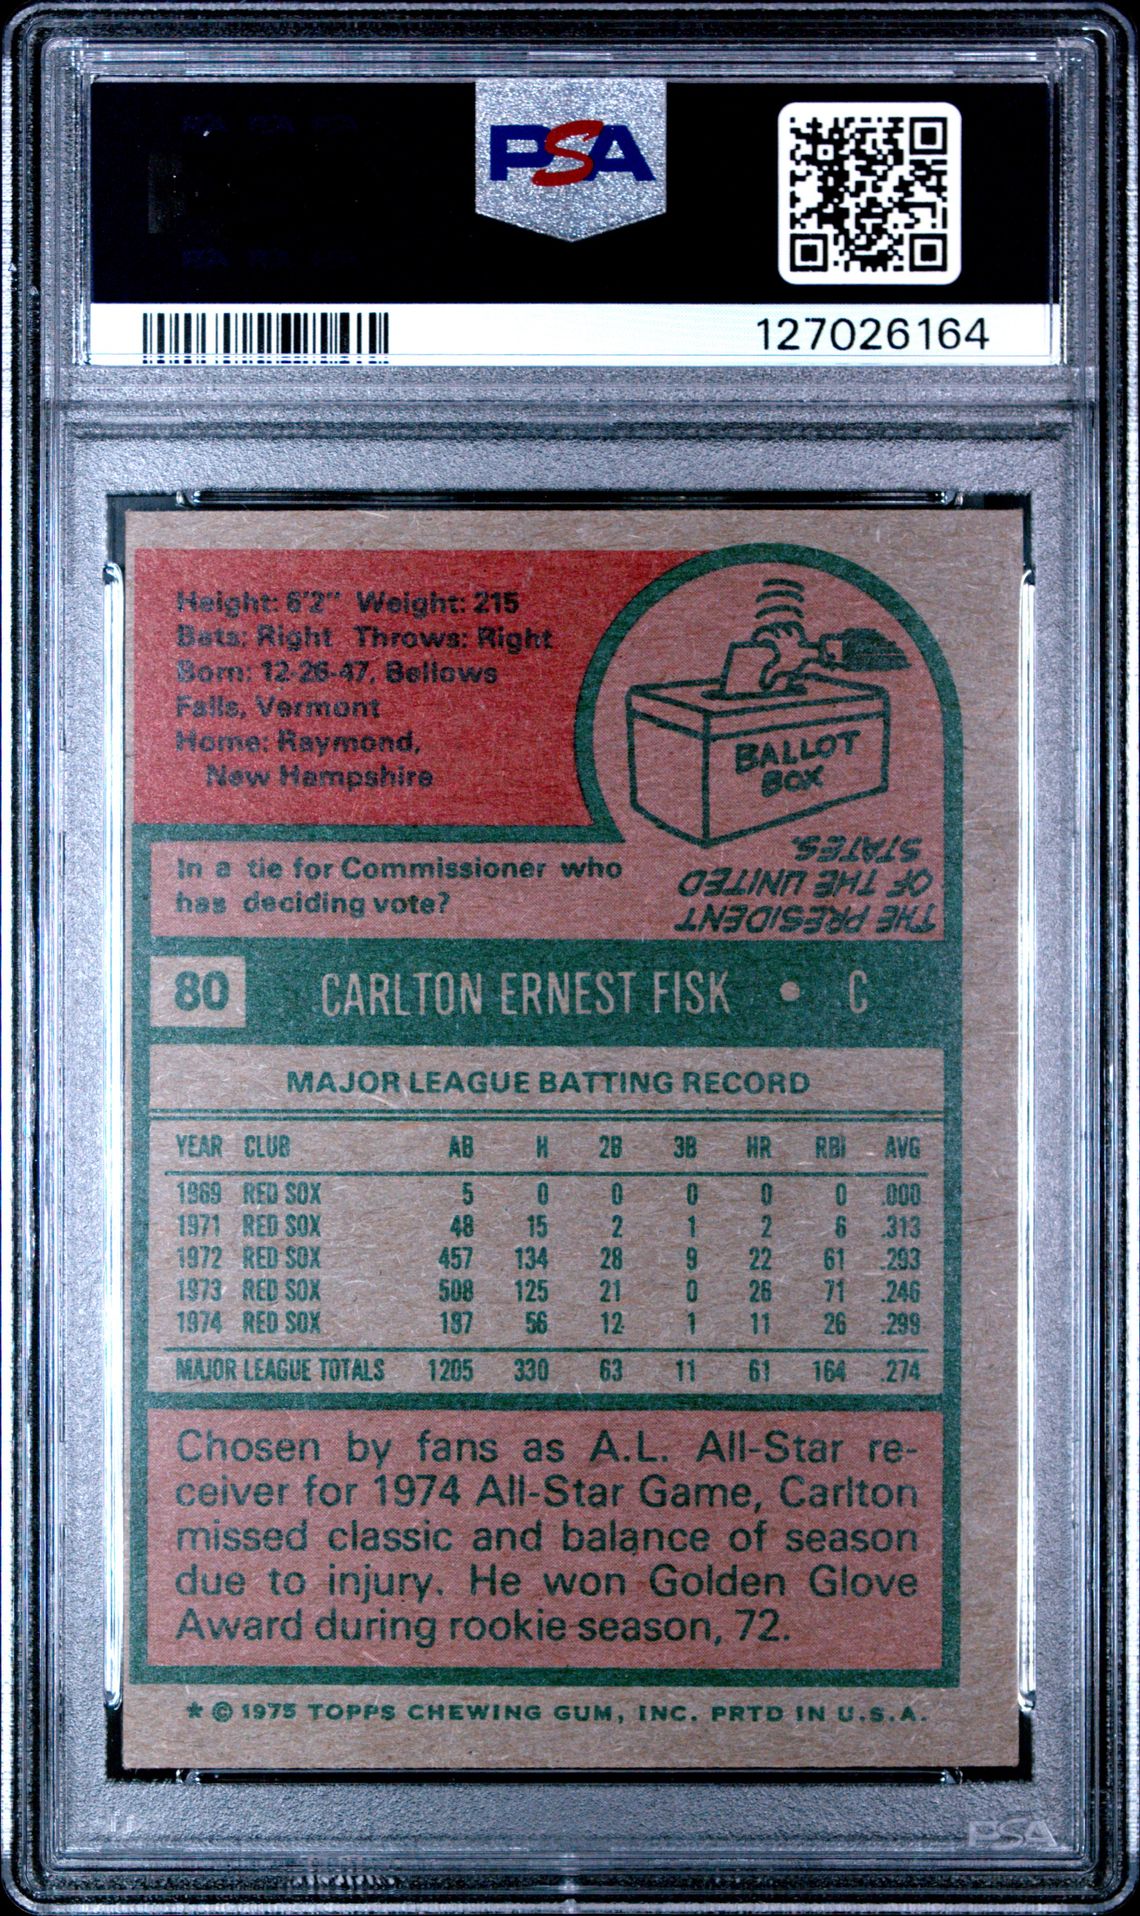 PSA
127026164
Height: 6'2" Weight: 215
Bats: Right Throws: Right
Born: 12-26-47, Bellows
Falls, Vermont
Home: Raymond,
New Hampshire
BALLOT
BOX
In a tie for Commissioner who
has deciding vote?
THE PRESIDENT
OF THE UNITED
STATES.
80 CARLTON ERNEST FISK • C
MAJOR LEAGUE BATTING RECORD
YEAR CLUB AB H 2B 3B HR RBI AVG
1969 RED SOX 5 0 0 0 0 0 .000
1971 RED SOX 48 15 2 1 2 6 .313
1972 RED SOX 457 134 28 9 22 61 .293
1973 RED SOX 508 125 21 0 26 71 .246
1974 RED SOX 187 56 12 1 11 26 .299
MAJOR LEAGUE TOTALS 1205 330 63 11 61 164 .274
Chosen by fans as A.L. All-Star re-
ceiver for 1974 All-Star Game, Carlton
missed classic and balance of season
due to injury. He won Golden Glove
Award during rookie season, 72.
* © 1975 TOPPS CHEWING GUM, INC. PRTD IN U.S.A.
PSA